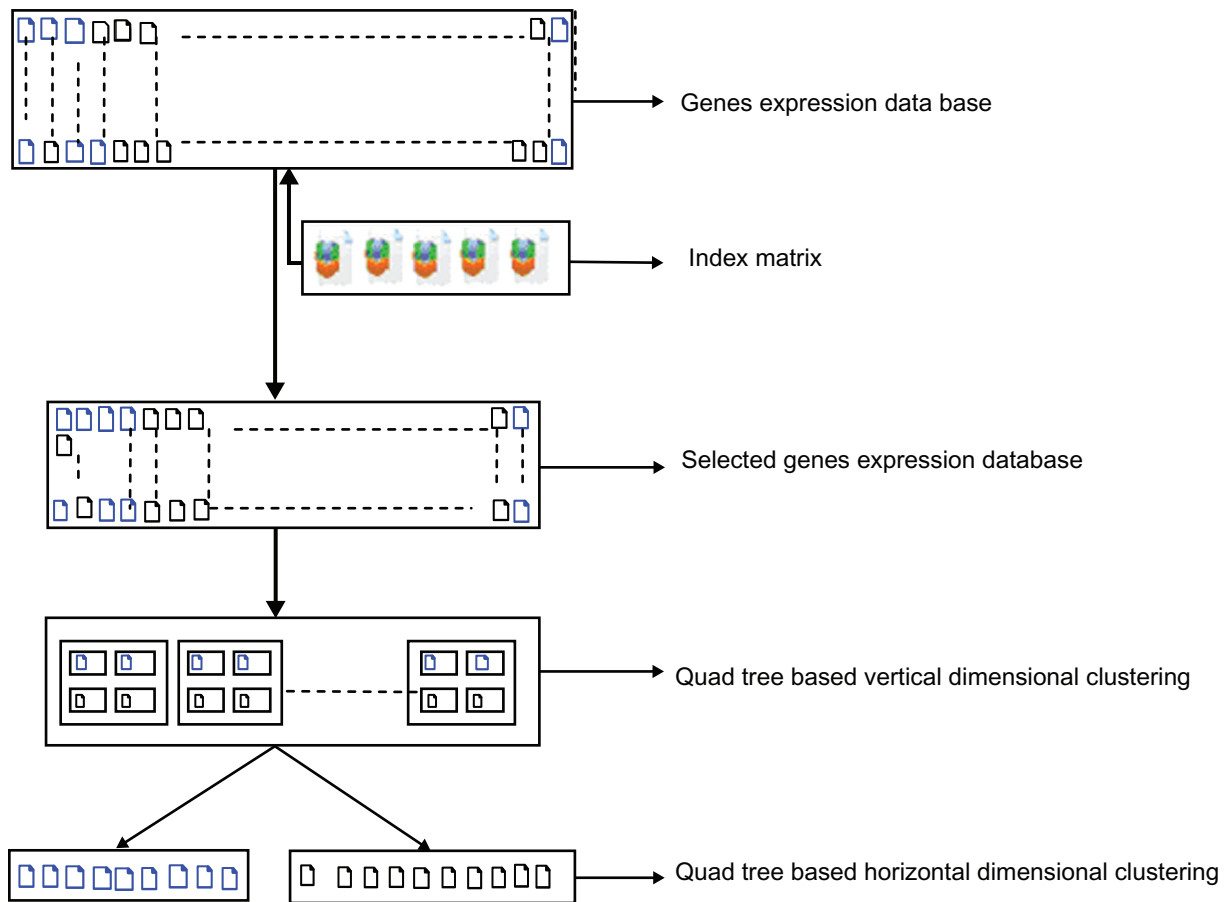 Genes expression data base
Index matrix
Selected genes expression database
Quad tree based vertical dimensional clustering
Quad tree based horizontal dimensional clustering